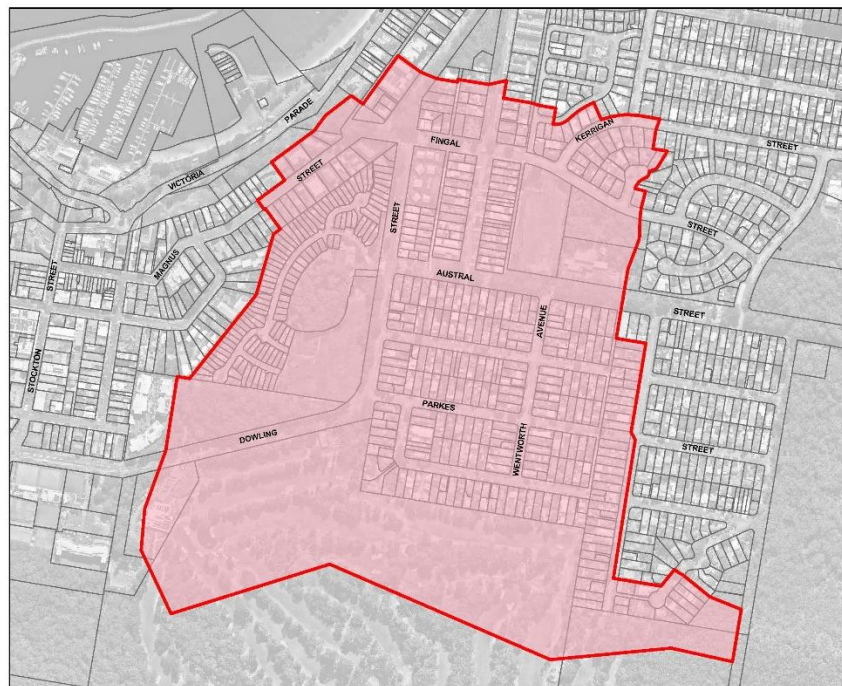 PARADE
VICTORIA
STREET
FINGAL
KERRIGAN
STREET
STREET
STREET
STREET
MAGNUS
STOCKTON
AUSTRAL
AVENUE
STREET
PARKES
WENTWORTH
STREET
DOWLING